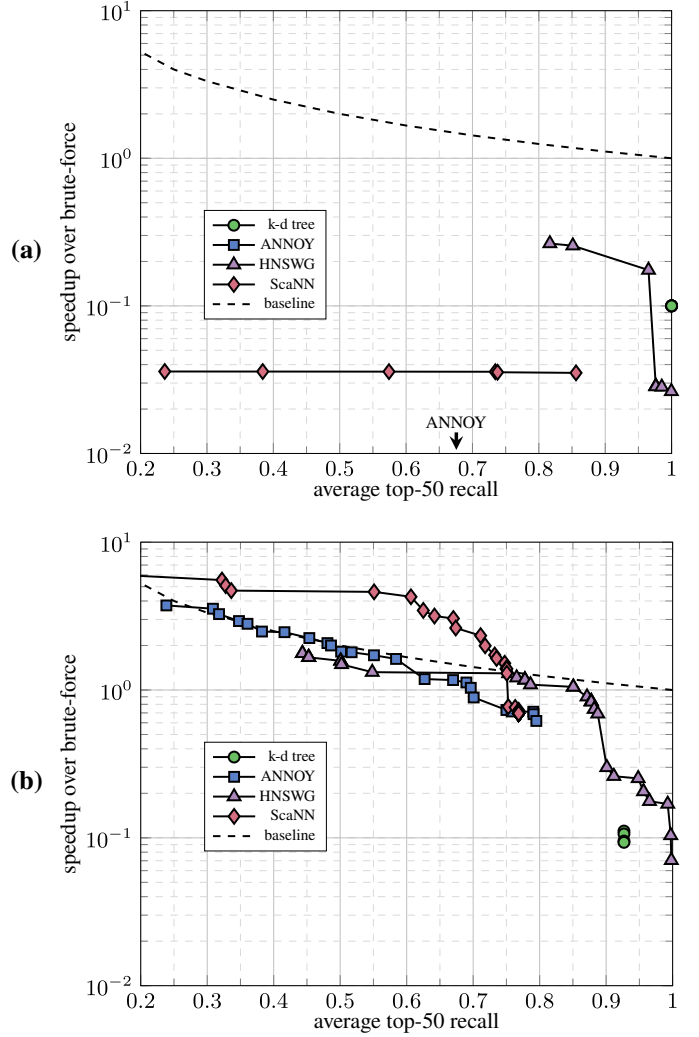 (a)
speedup over brute-force
10^1
10^0
10^−1
10^−2
k-d tree
ANNOY
HNSWG
ScaNN
baseline
ANNOY
0.2 0.3 0.4 0.5 0.6 0.7 0.8 0.9 1
average top-50 recall
(b)
speedup over brute-force
10^1
10^0
10^−1
10^−2
k-d tree
ANNOY
HNSWG
ScaNN
baseline
0.2 0.3 0.4 0.5 0.6 0.7 0.8 0.9 1
average top-50 recall